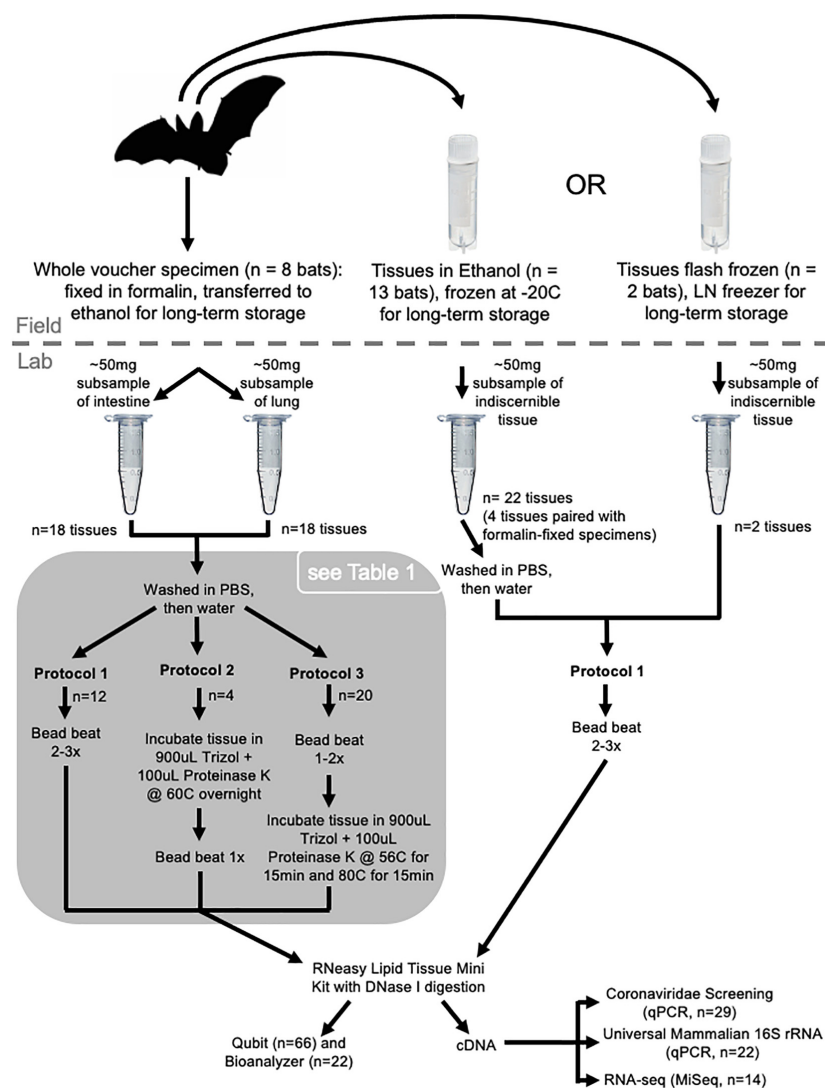 OR
Whole voucher specimen (n = 8 bats):
fixed in formalin, transferred to
ethanol for long-term storage
Tissues in Ethanol (n =
13 bats), frozen at -20C
for long-term storage
Tissues flash frozen (n =
2 bats), LN freezer for
long-term storage
Field
Lab
~50mg
subsample
of intestine
~50mg
subsample
of lung
~50mg
subsample of
indiscernible
tissue
~50mg
subsample of
indiscernible
tissue
n=18 tissues
n=18 tissues
n= 22 tissues
(4 tissues paired with
formalin-fixed specimens)
n=2 tissues
see Table 1
Washed in PBS,
then water
Washed in PBS,
then water
Protocol 1
n=12
Bead beat
2-3x
Protocol 2
n=4
Incubate tissue in
900uL Trizol +
100uL Proteinase K
@ 60C overnight
Bead beat 1x
Protocol 3
n=20
Bead beat
1-2x
Incubate tissue in 900uL
Trizol + 100uL
Proteinase K @ 56C for
15min and 80C for 15min
Protocol 1
Bead beat
2-3x
RNeasy Lipid Tissue Mini
Kit with DNase I digestion
Qubit (n=66) and
Bioanalyzer (n=22)
cDNA
Coronaviridae Screening
(qPCR, n=29)
Universal Mammalian 16S rRNA
(qPCR, n=22)
RNA-seq (MiSeq, n=14)